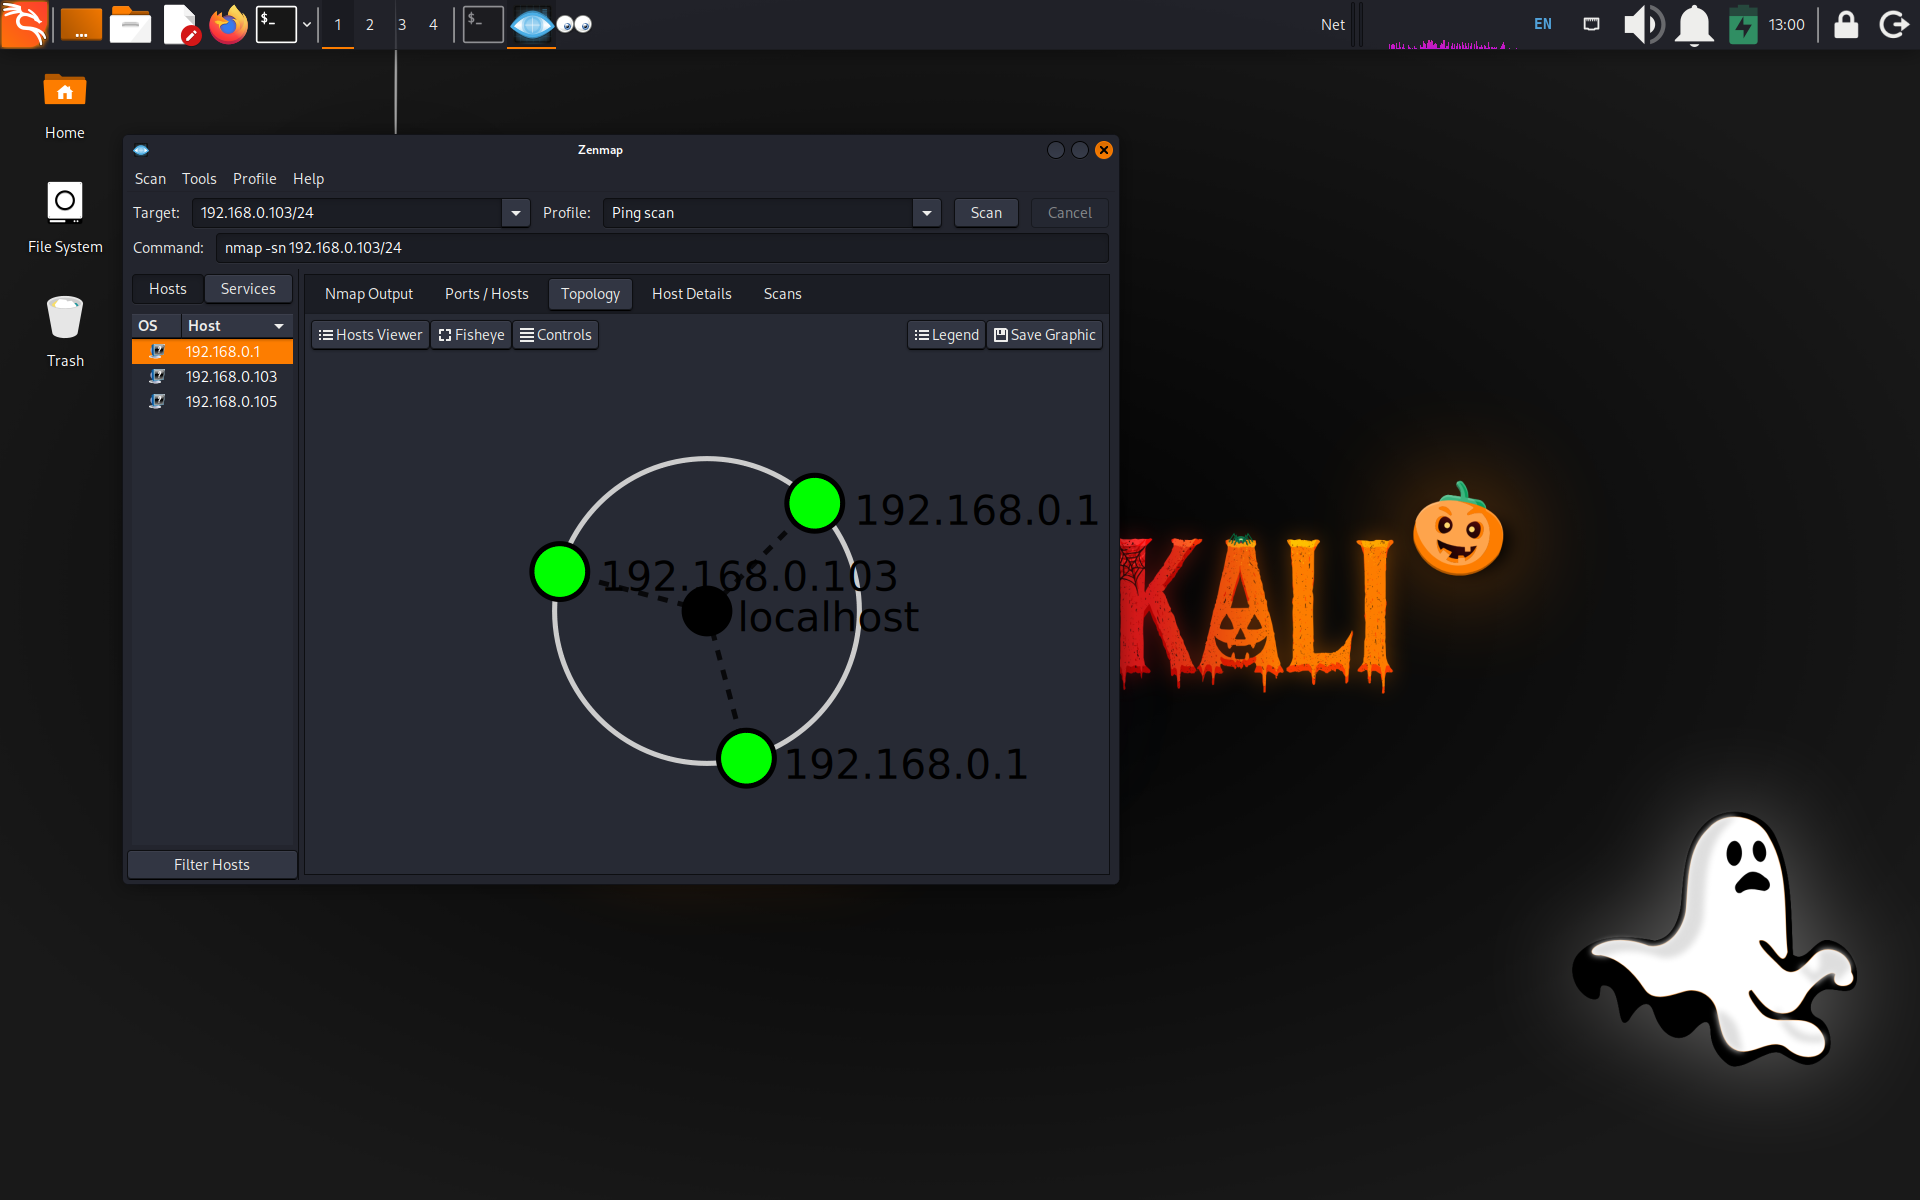 $_
1
2
3
4
$_
Net
EN
13:00
Home
File System
Trash
Zenmap
Scan
Tools
Profile
Help
Target:
192.168.0.103/24
Profile:
Ping scan
Scan
Cancel
Command:
nmap -sn 192.168.0.103/24
Hosts
Services
Nmap Output
Ports / Hosts
Topology
Host Details
Scans
OS
Host
Hosts Viewer
Fisheye
Controls
Legend
Save Graphic
192.168.0.1
192.168.0.103
192.168.0.105
192.168.0.1
192.168.0.103
localhost
192.168.0.1
Filter Hosts
KALI